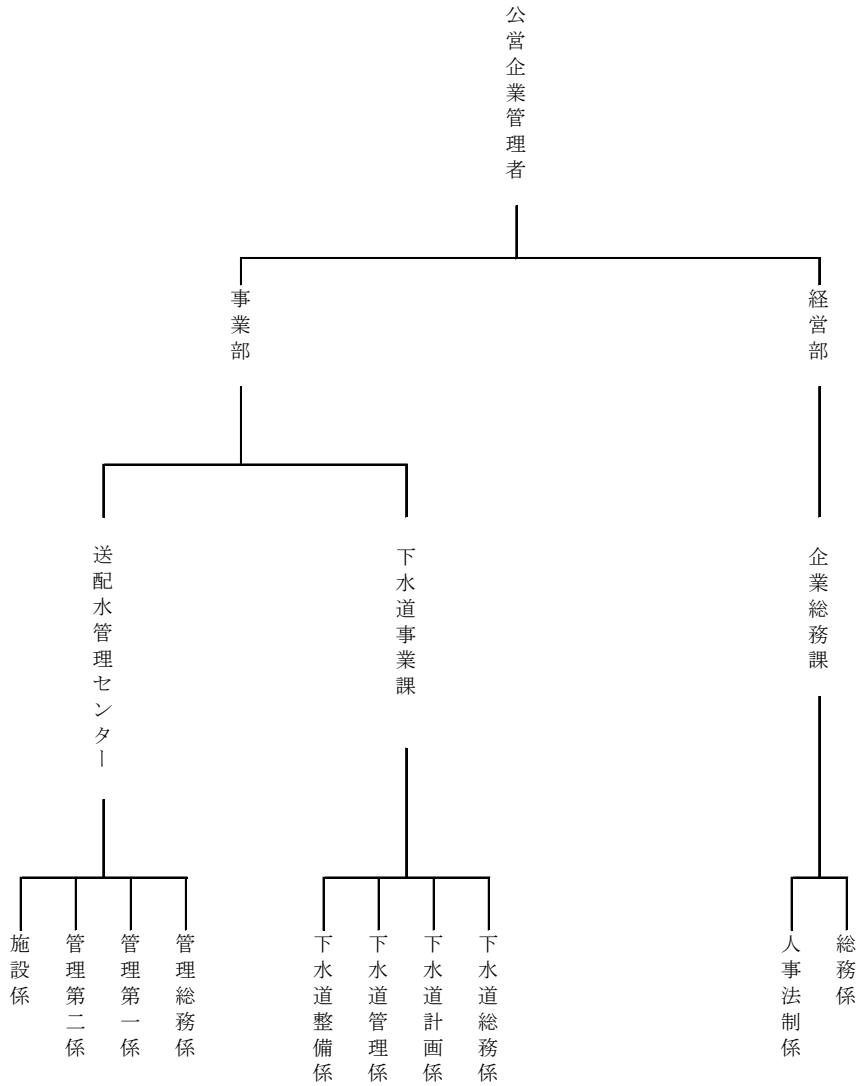 公営企業管理者
経営部
事業部
企業総務課
下水道事業課
送配水管理センター
総務係
人事法制係
下水道総務係
下水道計画係
下水道管理係
下水道整備係
管理総務係
管理第一係
管理第二係
施設係